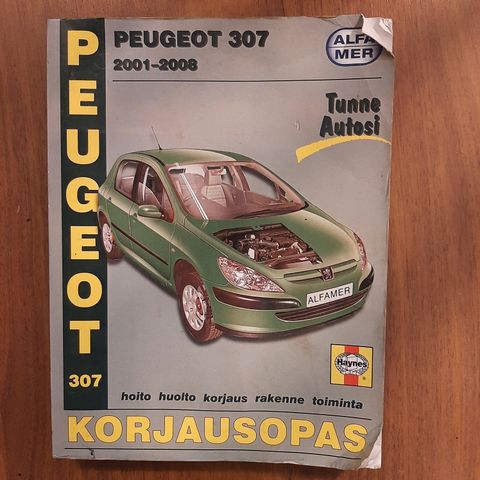 PEUGEOT 307
2001–2008
ALFA
MER
Tunne
Autosi
PEUGEOT
307
ALFAMER
Haynes
hoito huolto korjaus rakenne toiminta
KORJAUSOPAS